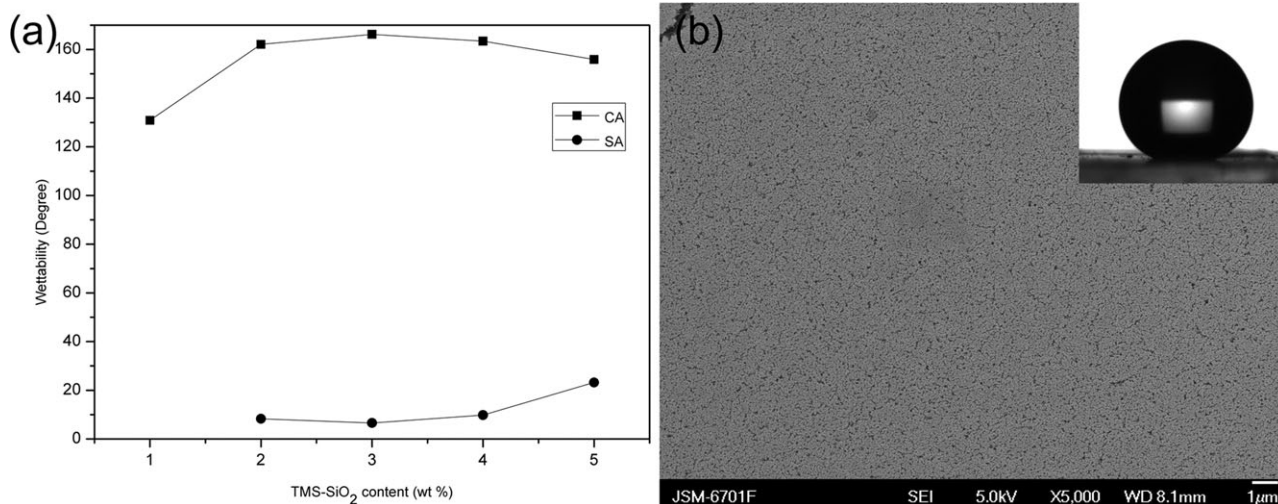 (a)
160
140
120
100
80
60
40
20
0
Wettability (Degree)
CA
SA
1 2 3 4 5
TMS-SiO2 content (wt %)
(b)
JSM-6701F SEI 5.0kV X5,000 WD 8.1mm 1μm